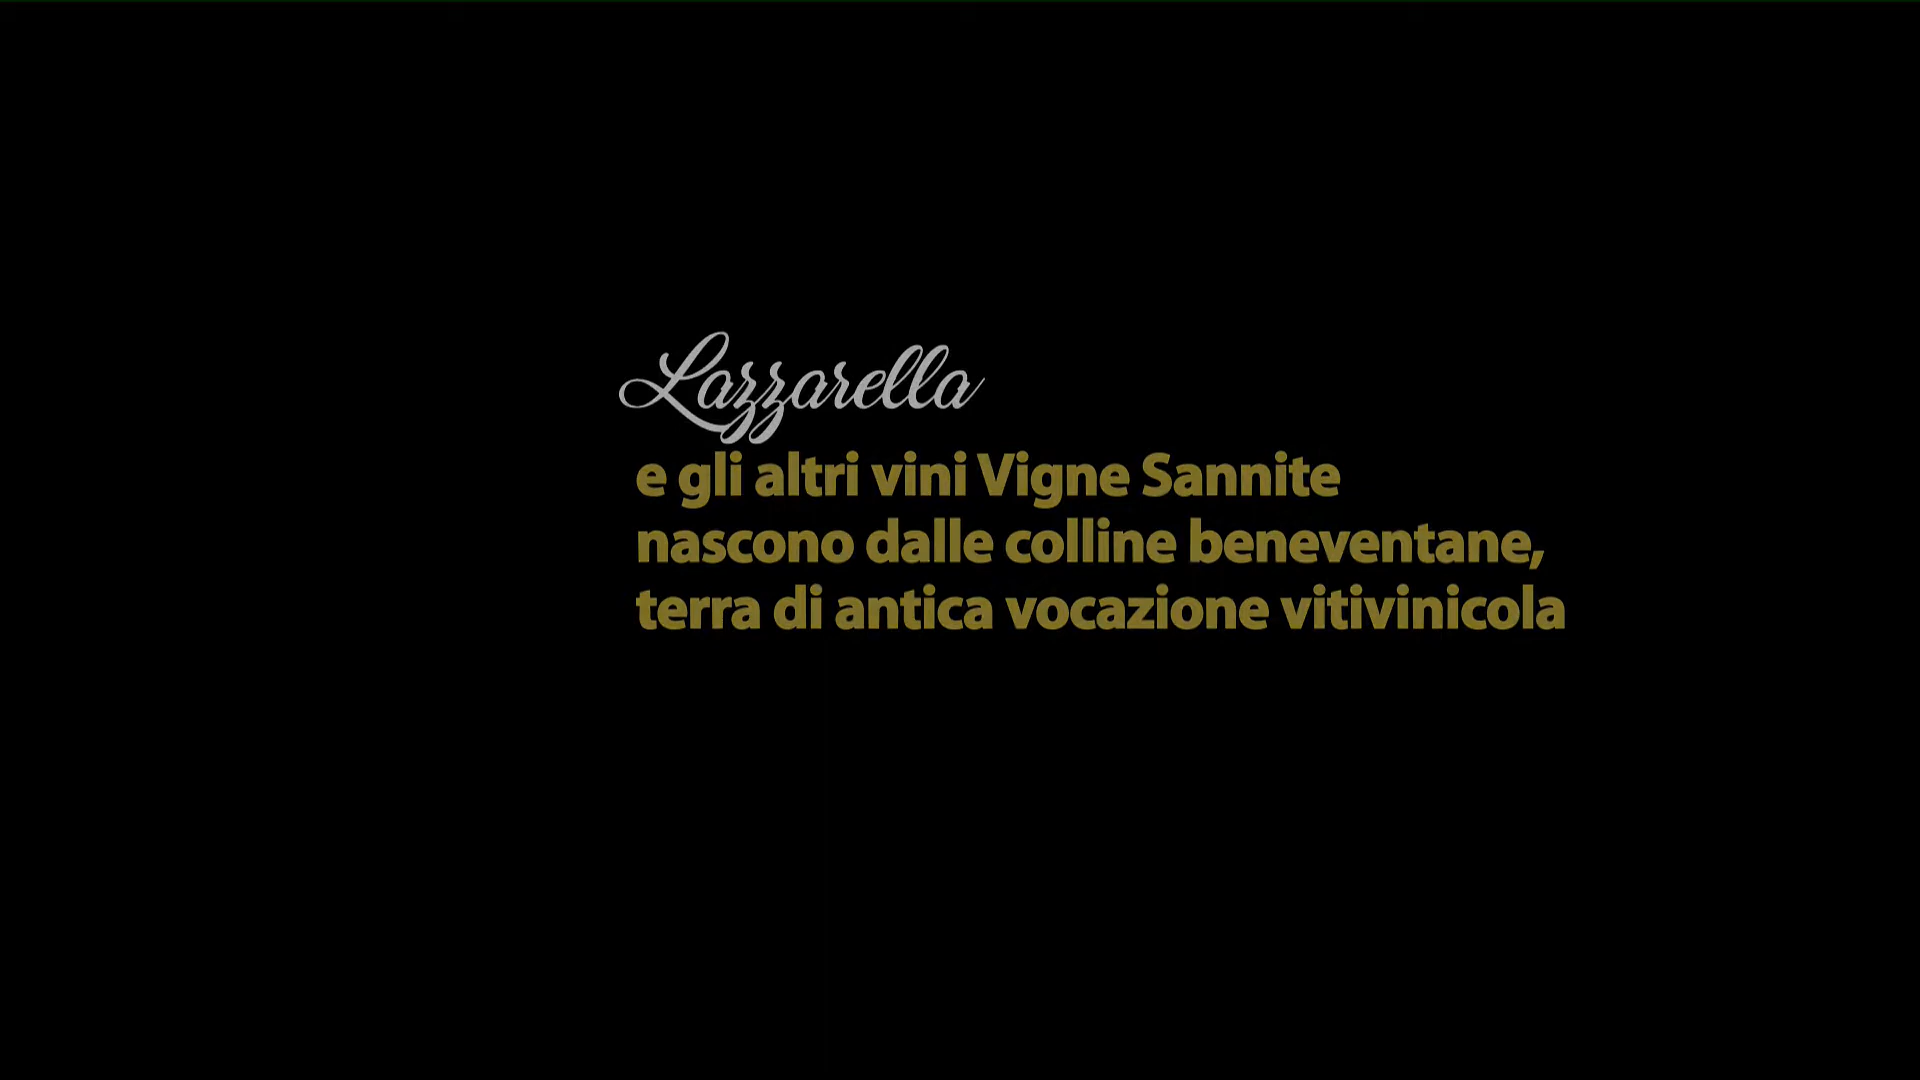 Lazzarella
e gli altri vini Vigne Sannite
nascono dalle colline beneventane,
terra di antica vocazione vitivinicola